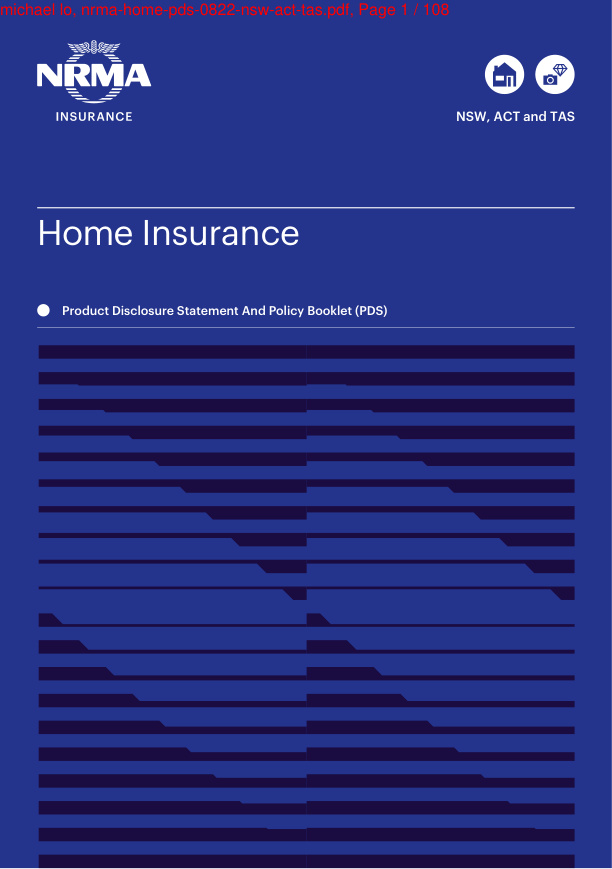 michael lo, nrma-home-pds-0822-nsw-act-tas.pdf, Page 1 / 108
NRMA
INSURANCE
NSW, ACT and TAS
Home Insurance
Product Disclosure Statement And Policy Booklet (PDS)